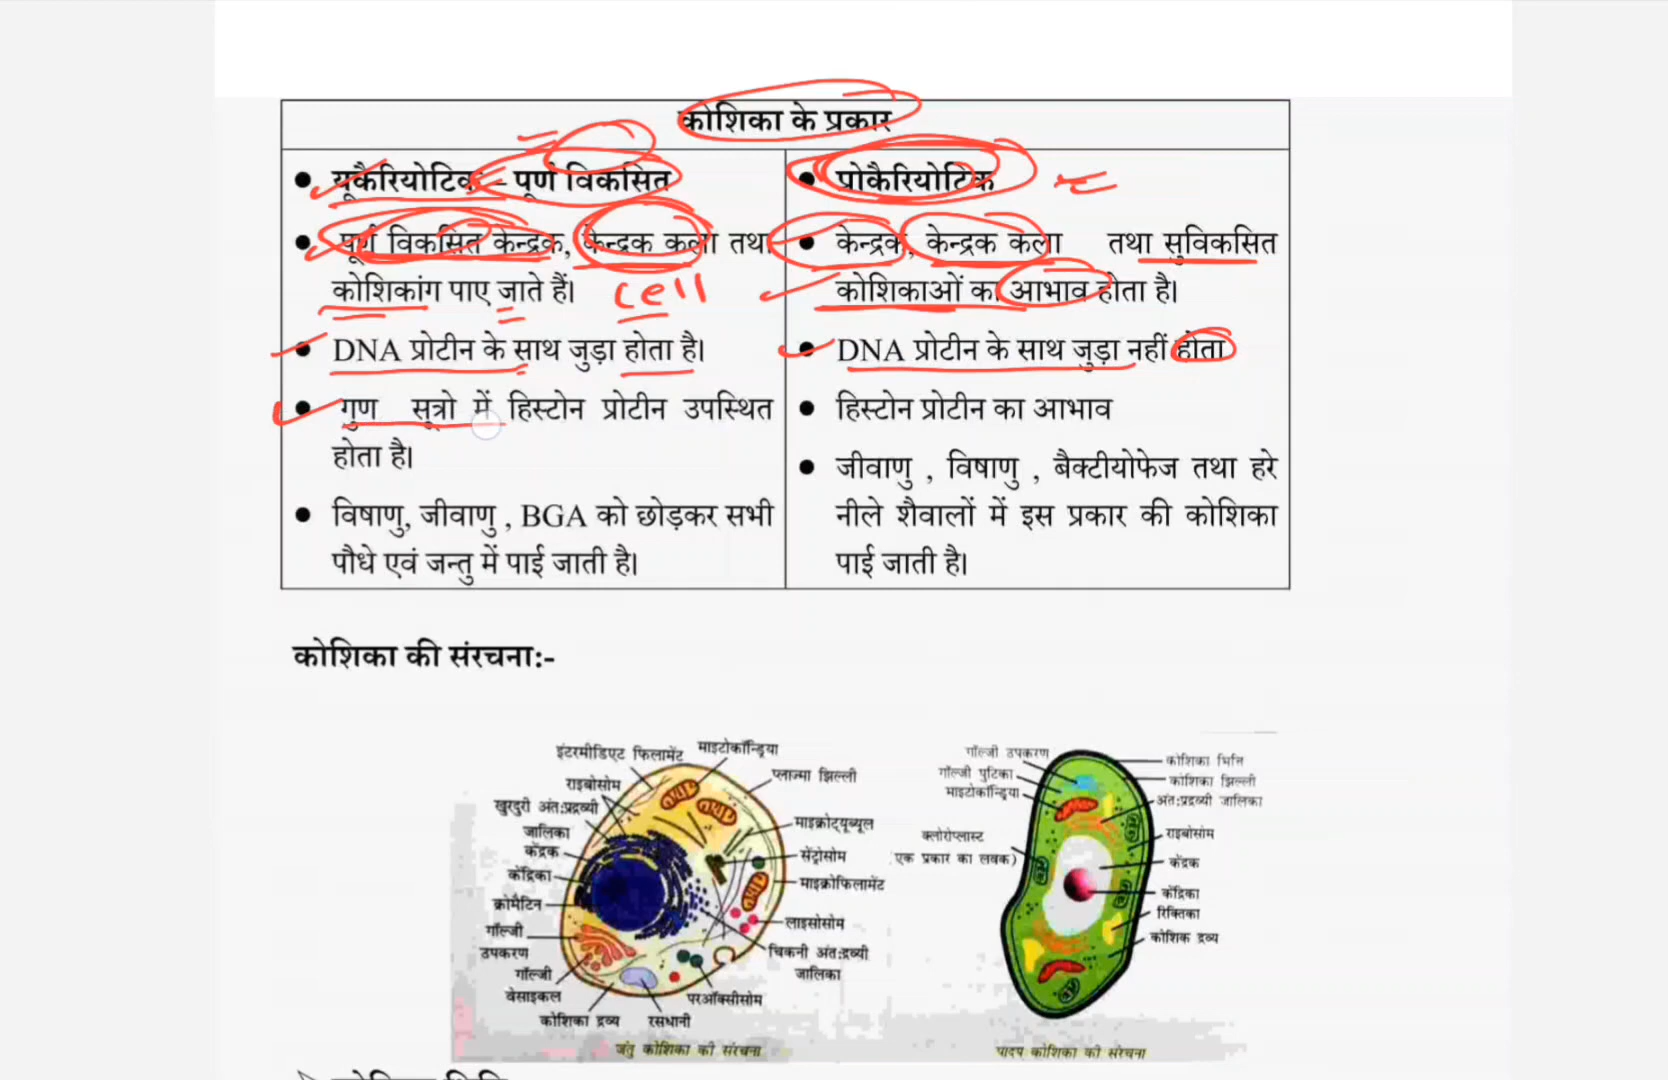 कोशिका के प्रकार
● यूकैरियोटिक – पूर्ण विकसित
● पूर्ण विकसित केन्द्रक, केन्द्रक कला तथा
कोशिकांग पाए जाते हैं।
cell
● DNA प्रोटीन के साथ जुड़ा होता है।
● गुण सूत्रो में हिस्टोन प्रोटीन उपस्थित
होता है।
● विषाणु, जीवाणु , BGA को छोड़कर सभी
पौधे एवं जन्तु में पाई जाती है।
● प्रोकैरियोटिक
● केन्द्रक, केन्द्रक कला तथा सुविकसित
कोशिकाओं का आभाव होता है।
● DNA प्रोटीन के साथ जुड़ा नहीं होता
● हिस्टोन प्रोटीन का आभाव
● जीवाणु , विषाणु , बैक्टीयोफेज तथा हरे
नीले शैवालों में इस प्रकार की कोशिका
पाई जाती है।
कोशिका की संरचना:-
इंटरमीडिएट फिलामेंट
माइटोकॉन्ड्रिया
राइबोसोम
प्लाज्मा झिल्ली
खुरदुरी अंत:प्रद्रव्यी
जालिका
माइक्रोट्यूब्यूल
केंद्रक
सेंट्रोसोम
केंद्रिका
माइक्रोफिलामेंट
क्रोमैटिन
लाइसोसोम
गॉल्जी
उपकरण
चिकनी अंत:द्रव्यी
जालिका
गॉल्जी
वेसाइकल
परऑक्सीसोम
कोशिका द्रव्य
रसधानी
जंतु कोशिका की संरचना
गॉल्जी उपकरण
कोशिका भित्ति
गॉल्जी पुटिका
कोशिका झिल्ली
माइटोकॉन्ड्रिया
अंत:प्रद्रव्यी जालिका
क्लोरोप्लास्ट
(एक प्रकार का लवक)
राइबोसोम
केंद्रक
केंद्रिका
रिक्तिका
कोशिक द्रव्य
पादप कोशिका की संरचना